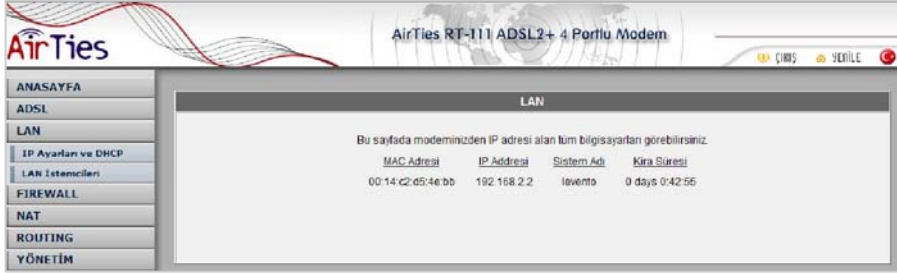 AirTies
AirTies RT-111 ADSL2+ 4 Portlu Modem
ÇIKIŞ YENİLE
ANASAYFA
ADSL
LAN
IP Ayarları ve DHCP
LAN İstemcileri
FIREWALL
NAT
ROUTING
YÖNETİM
LAN
Bu sayfada modeminizden IP adresi alan tüm bilgisayarları görebilirsiniz.
MAC Adresi IP Addresi Sistem Adı Kira Süresi
00:14:c2:d5:4e:bb 192.168.2.2 levento 0 days 0:42:55